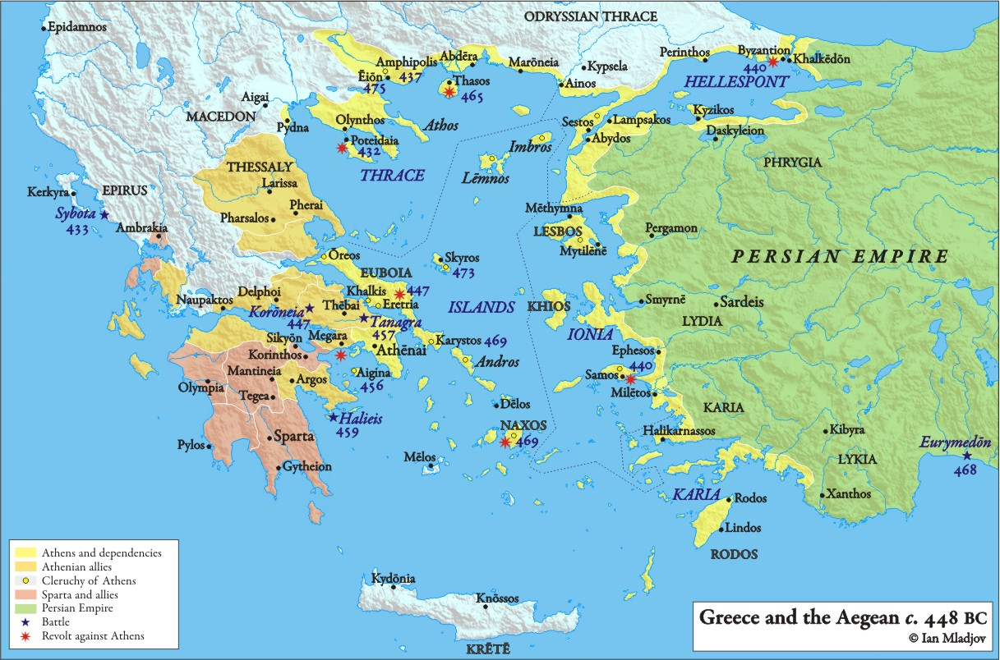 ODRYSSIAN THRACE
Epidamnos
Perinthos
Byzantion
440
Khalkēdōn
Abdēra
Amphipolis
437
Marōneia
Kypsela
Ēiōn
475
Thasos
465
Ainos
HELLESPONT
Aigai
MACEDON
Pydna
Olynthos
Athos
Sestos
Lampsakos
Kyzikos
Daskyleion
Poteidaia
432
Imbros
Abydos
THRACE
Lēmnos
PHRYGIA
THESSALY
Larissa
Kerkyra
EPIRUS
Sybota
433
Pherai
Pharsalos
Ambrakia
Mēthymna
LESBOS
Mytilēnē
Pergamon
PERSIAN EMPIRE
Ōreos
Skyros
473
EUBOIA
447
Naupaktos
Delphoi
Khalkis
Eretria
Thēbai
Korōneia
447
Tanagra
457
ISLANDS
KHIOS
Smyrnē
Sardeis
LYDIA
IONIA
Sikyōn
Megara
Athēnai
Karystos 469
Korinthos
Andros
Ephesos
440
Samos
Mantineia
Olympia
Argos
Aigina
456
Tegea
Milētos
Halieis
459
Dēlos
KARIA
NAXOS
469
Halikarnassos
Kibyra
Sparta
Pylos
Gytheion
Mēlos
LYKIA
Eurymedōn
468
KARIA
Rodos
Xanthos
Lindos
RODOS
Kydōnia
Knōssos
KRĒTĒ
Athens and dependencies
Athenian allies
Cleruchy of Athens
Sparta and allies
Persian Empire
Battle
Revolt against Athens
Greece and the Aegean c. 448 BC
© Ian Mladjov